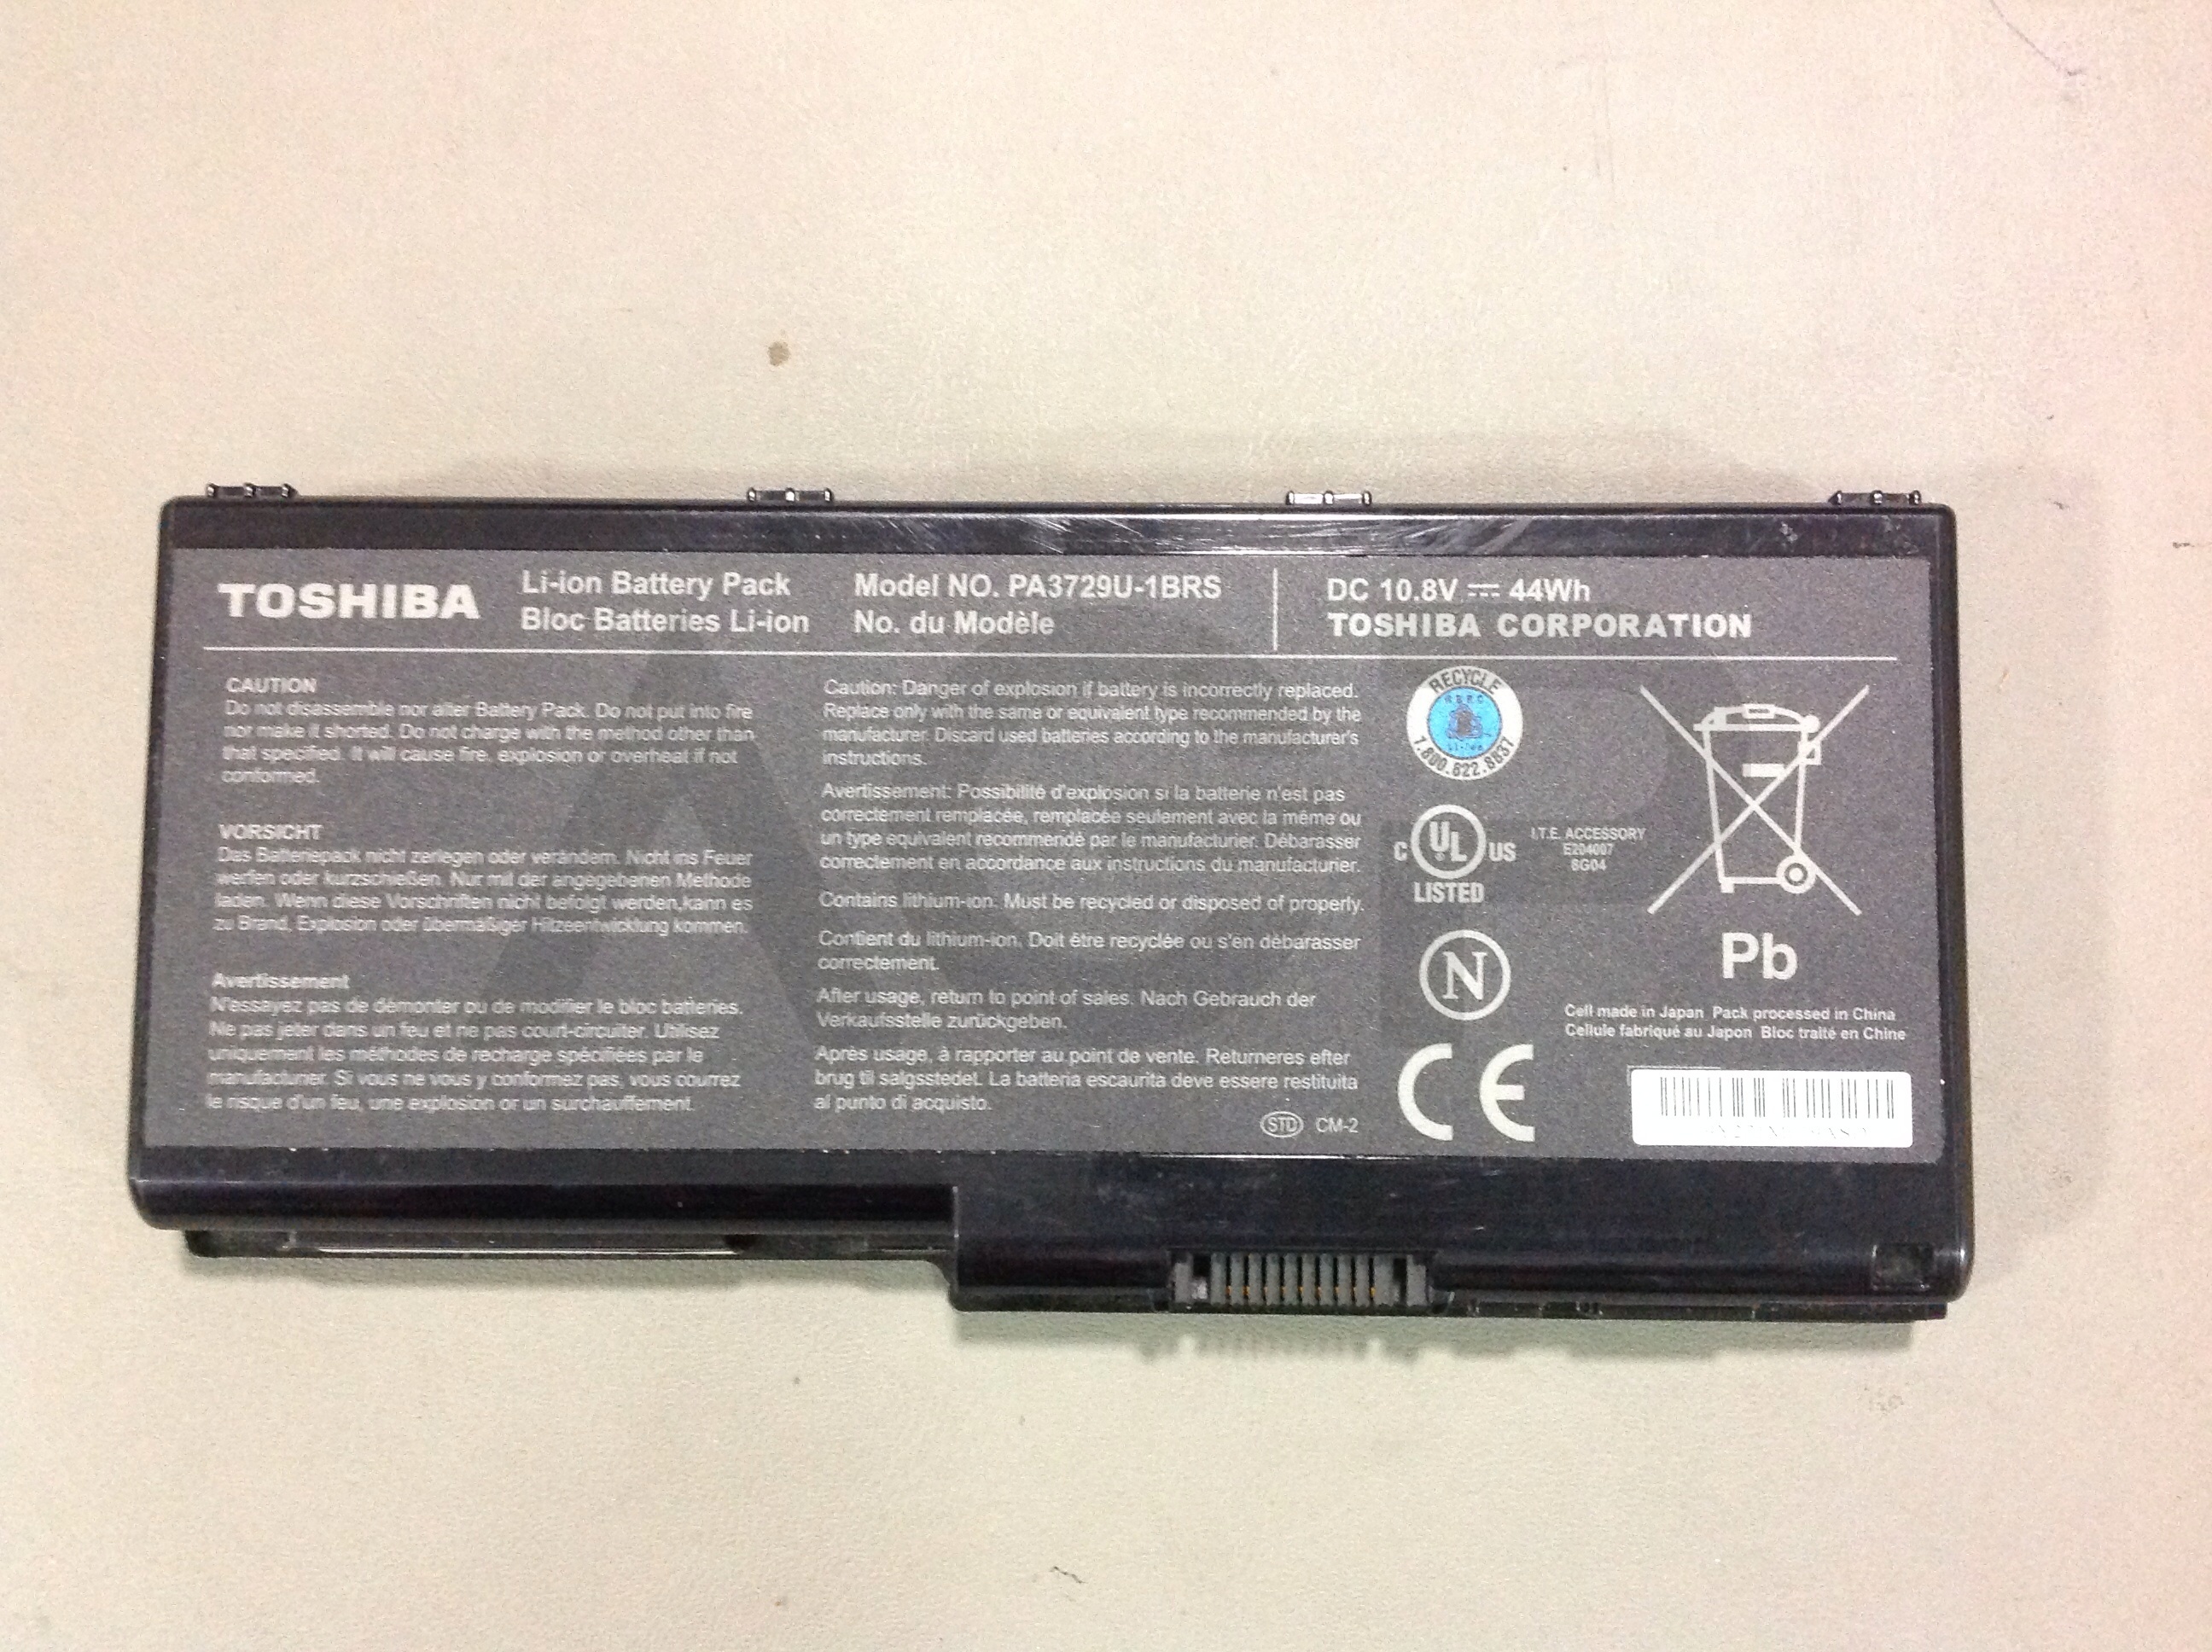 TOSHIBA
Li-ion Battery Pack
Bloc Batteries Li-ion
Model NO. PA3729U-1BRS
No. du Modèle
DC 10.8V 44Wh
TOSHIBA CORPORATION
CAUTION
Do not disassemble nor alter Battery Pack. Do not put into fire
nor make it shorted. Do not charge with the method other than
that specified. It will cause fire, explosion or overheat if not
conformed.
VORSICHT
Das Batteriepack nicht zerlegen oder verändern. Nicht ins Feuer
werfen oder kurzschießen. Nur mit der angegebenen Methode
laden. Wenn diese Vorschriften nicht befolgt werden,kann es
zu Brand, Explosion oder übermäßiger Hitzeentwicklung kommen.
Avertissement
N'essayez pas de démonter ou de modifier le bloc batteries.
Ne pas jeter dans un feu et ne pas court-circuiter. Utilisez
uniquement les méthodes de recharge spécifiées par le
manufacturier. Si vous ne vous y conformez pas, vous courrez
le risque d'un feu, une explosion or un surchauffement.
Caution: Danger of explosion if battery is incorrectly replaced.
Replace only with the same or equivalent type recommended by the
manufacturer. Discard used batteries according to the manufacturer's
instructions.
Avertissement: Possibilité d'explosion si la batterie n'est pas
correctement remplacée, remplacée seulement avec la même ou
un type equivalent recommendé par le manufacturier. Débarasser
correctement en accordance aux instructions du manufacturier.
Contains lithium-ion. Must be recycled or disposed of properly.
Contient du lithium-ion. Doit être recyclée ou s'en débarasser
correctement.
After usage, return to point of sales. Nach Gebrauch der
Verkaufsstelle zurückgeben.
Après usage, à rapporter au point de vente. Returneres efter
brug til salgsstedet. La batteria escaurita deve essere restituita
al punto di acquisto.
STD CM-2
RECYCLE
RBRC
Li-ion
1.800.822.8837
C UL US
LISTED
I.T.E. ACCESSORY
E204007
8G04
N
CE
Pb
Cell made in Japan Pack processed in China
Cellule fabriqué au Japon Bloc traité en Chine